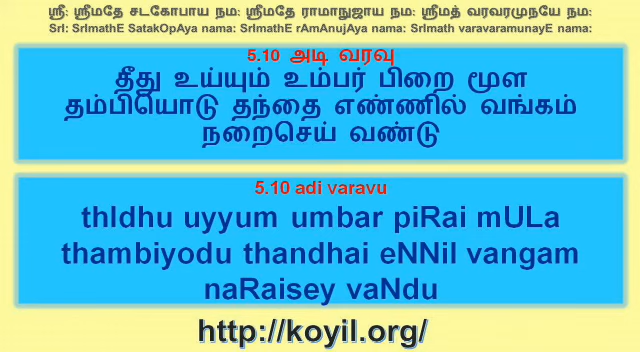 ஸ்ரீ: ஸ்ரீமதே சடகோபாய நம: ஸ்ரீமதே ராமாநுஜாய நம: ஸ்ரீமத் வரவரமுநயே நம:
SrI: SrImathE SatakOpAya nama: SrImathE rAmAnujAya nama: SrImath varavaramunayE nama:
5.10 அடி வரவு
தீது உய்யும் உம்பர் பிறை மூள
தம்பியொடு தந்தை எண்ணில் வங்கம்
நறைசெய் வண்டு
5.10 adi varavu
thIdhu uyyum umbar piRai mULa
thambiyodu thandhai eNNil vangam
naRaisey vaNdu
http://koyil.org/